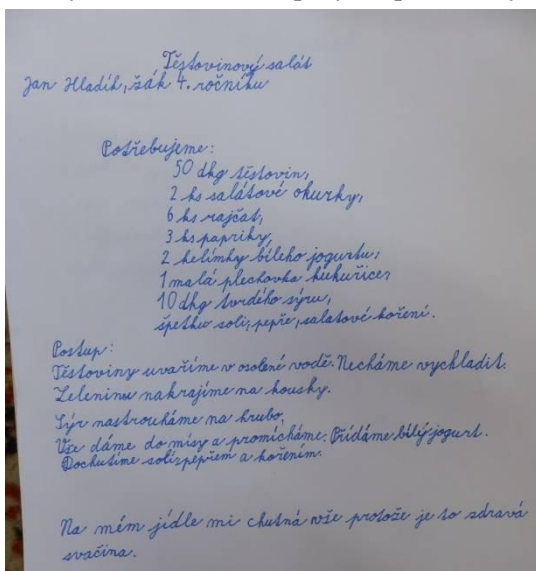 Těstovinový salát
Jan Hladík, žák 4. ročníku
Potřebujeme:
50 dkg těstovin,
2 ks salátové okurky,
6 ks rajčat,
3 ks papriky,
2 kelímky bílého jogurtu,
1 malá plechovka kukuřice,
10 dkg tvrdého sýru,
špetku soli, pepře, salatové koření.
Postup:
Těstoviny uvaříme v osolené vodě. Necháme vychladit.
Zeleninu nakrajíme na kousky.
Sýr nastrouháme na hrubo,
Vše dáme do mísy a promícháme. Přidáme bílý jogurt.
Dochutíme solí, pepřem a kořením.
Na mém jídle mi chutná vše protože je to zdravá
svačina.